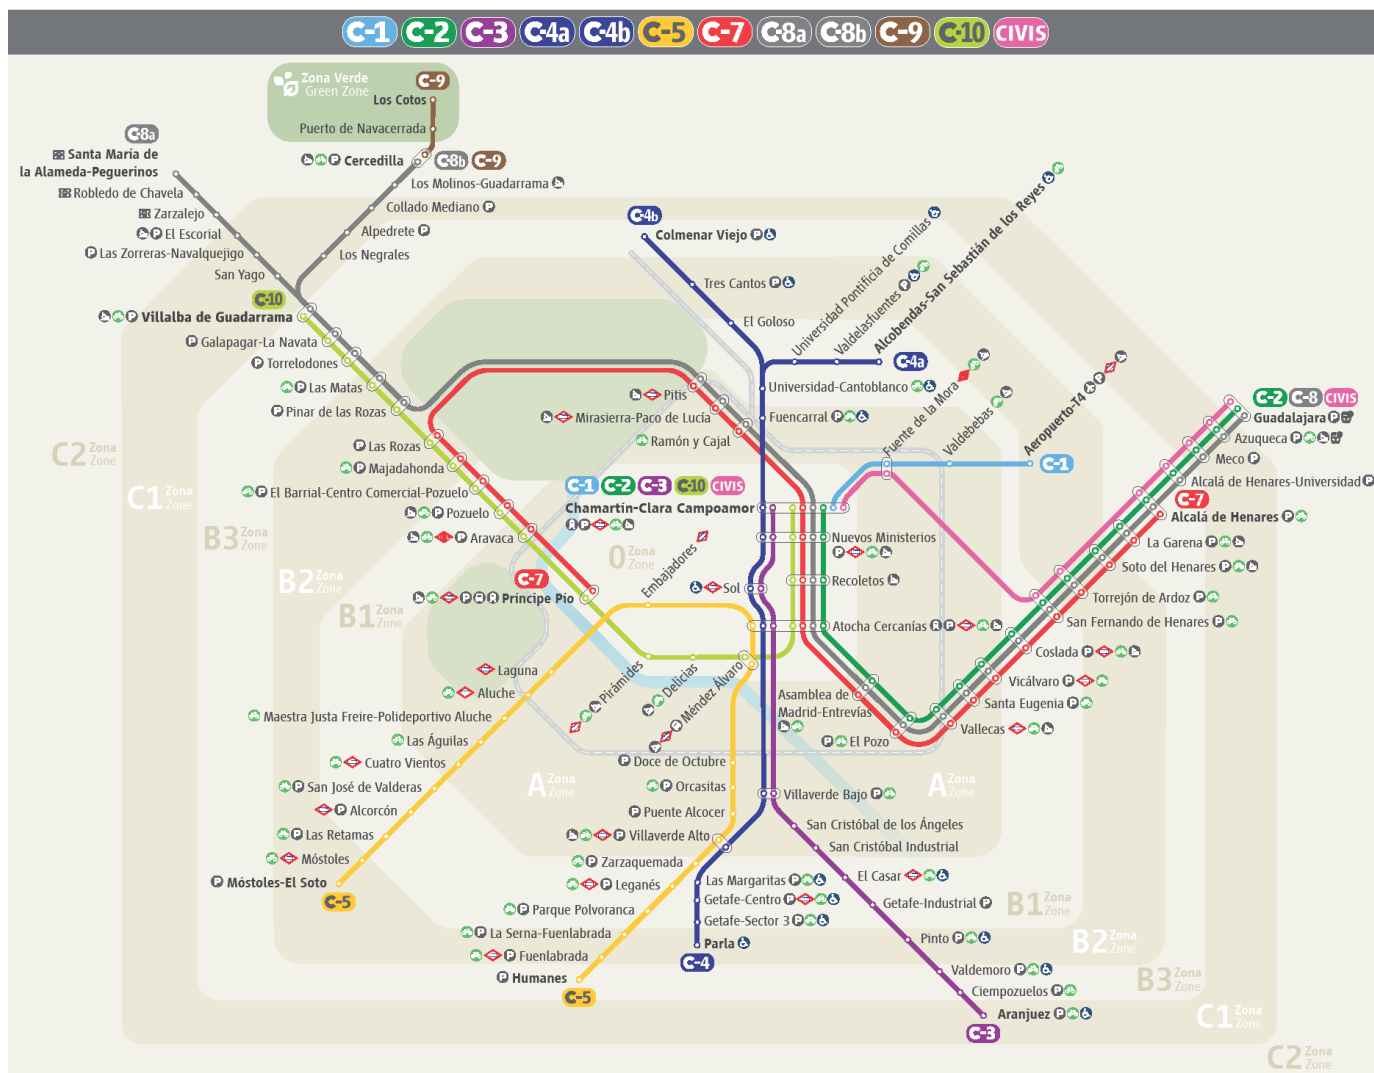 C-1 C-2 C-3 C-4a C-4b C-5 C-7 C-8a C-8b C-9 C-10 CIVIS
Zona Verde
Green Zone
C-9
Los Cotos
Puerto de Navacerrada
C-8a
Santa María de
la Alameda-Peguerinos
Cercedilla
C-8b C-9
Robledo de Chavela
Los Molinos-Guadarrama
Zarzalejo
Collado Mediano
El Escorial
Alpedrete
Las Zorreras-Navalquejigo
Los Negrales
San Yago
C-10
Villalba de Guadarrama
Galapagar-La Navata
Torrelodones
Las Matas
Pinar de las Rozas
Las Rozas
Majadahonda
El Barrial-Centro Comercial-Pozuelo
Pozuelo
Aravaca
C-7
Príncipe Pío
C-4b
Colmenar Viejo
Tres Cantos
El Goloso
Universidad Pontificia de Comillas
Valdelasfuentes
Alcobendas-San Sebastián de los Reyes
C-4a
Universidad-Cantoblanco
Fuencarral
Pitis
Mirasierra-Paco de Lucía
Ramón y Cajal
Fuente de la Mora
Valdebebas
Aeropuerto-T4
C-1
C-1 C-2 C-3 C-10 CIVIS
Chamartín-Clara Campoamor
Nuevos Ministerios
Recoletos
Sol
Embajadores
Atocha Cercanías
Pirámides
Delicias
Méndez Álvaro
Asamblea de
Madrid-Entrevías
El Pozo
C-2 C-8 CIVIS
Guadalajara
Azuqueca
Meco
Alcalá de Henares-Universidad
C-7
Alcalá de Henares
La Garena
Soto del Henares
Torrejón de Ardoz
San Fernando de Henares
Coslada
Vicálvaro
Santa Eugenia
Vallecas
Laguna
Aluche
Maestra Justa Freire-Polideportivo Aluche
Las Águilas
Cuatro Vientos
San José de Valderas
Alcorcón
Las Retamas
Móstoles
Móstoles-El Soto
C-5
Doce de Octubre
Orcasitas
Puente Alcocer
Villaverde Alto
Zarzaquemada
Leganés
Parque Polvoranca
La Serna-Fuenlabrada
Fuenlabrada
Humanes
C-5
Villaverde Bajo
San Cristóbal de los Ángeles
San Cristóbal Industrial
Las Margaritas
Getafe-Centro
Getafe-Sector 3
Parla
C-4
El Casar
Getafe-Industrial
Pinto
Valdemoro
Ciempozuelos
Aranjuez
C-3
C2 Zona
Zone
C1 Zona
Zone
B3 Zona
Zone
B2 Zona
Zone
B1 Zona
Zone
0 Zona
Zone
A Zona
Zone
A Zona
Zone
B1 Zona
Zone
B2 Zona
Zone
B3 Zona
Zone
C1 Zona
Zone
C2 Zona
Zone